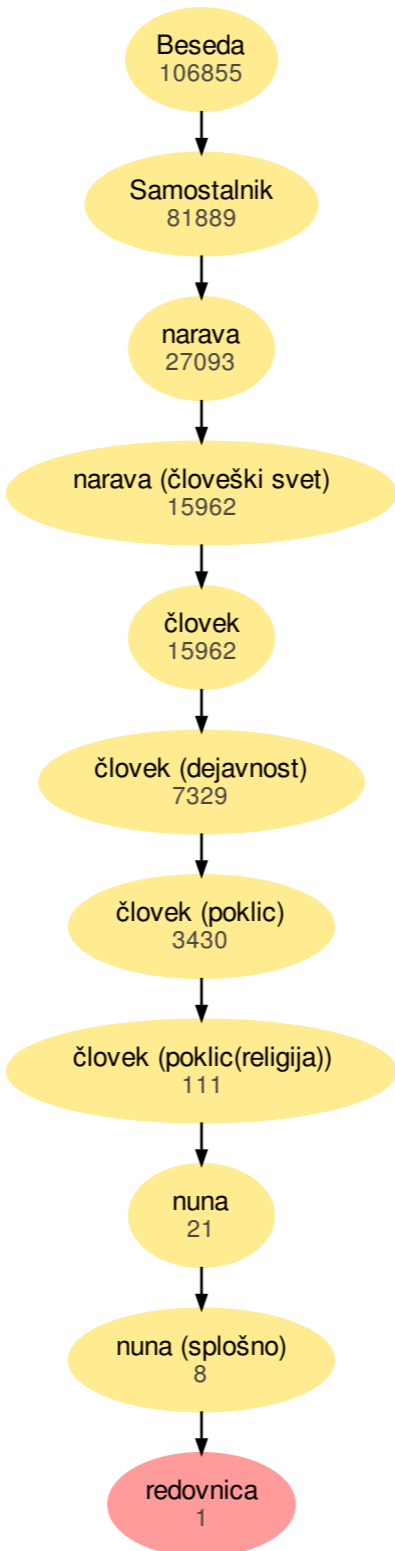 Beseda
106855
Samostalnik
81889
narava
27093
narava (človeški svet)
15962
človek
15962
človek (dejavnost)
7329
človek (poklic)
3430
človek (poklic(religija))
111
nuna
21
nuna (splošno)
8
redovnica
1